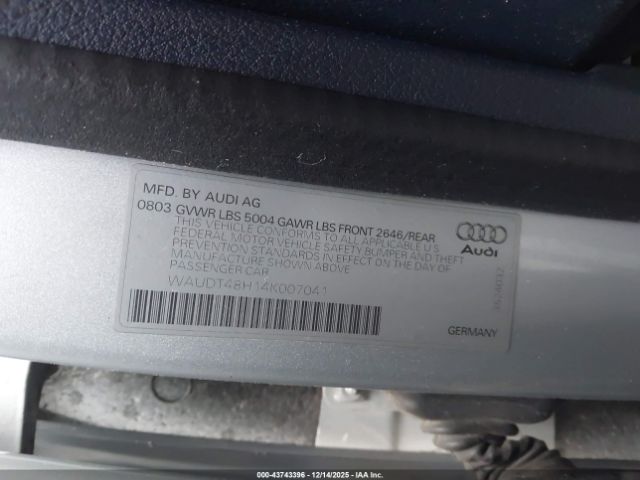 MFD. BY AUDI AG
0803 GVWR LBS 5004 GAWR LBS FRONT 2646/REAR
THIS VEHICLE CONFORMS TO ALL APPLICABLE U S
FEDERAL MOTOR VEHICLE SAFETY BUMPER AND THEFT
PREVENTION STANDARDS IN EFFECT ON THE DAY OF
MANUFACTURE SHOWN ABOVE
PASSENGER CAR
WAUDT48H14K007041
Audi
GERMANY
00-43743396 - 12/14/2025 - IAAI, Inc.